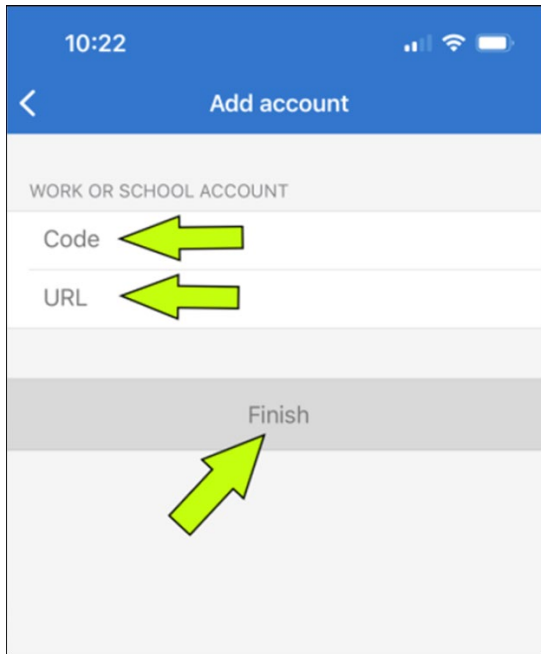 10:22
Add account
WORK OR SCHOOL ACCOUNT
Code
URL
Finish